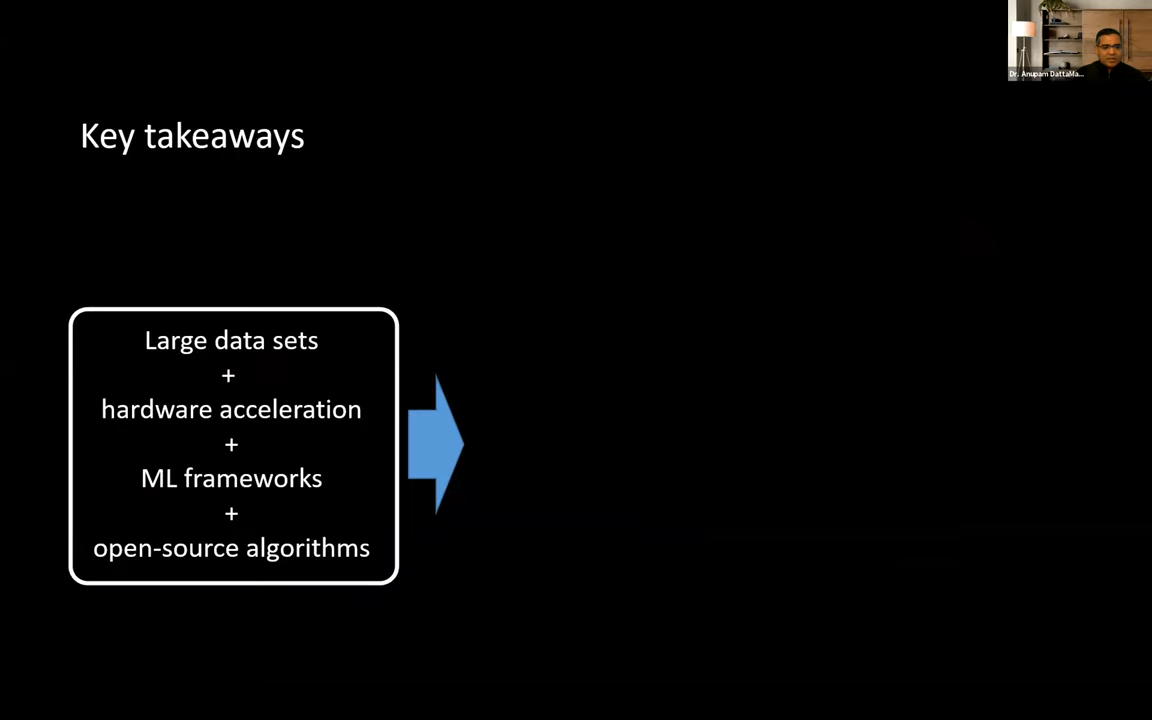 Dr. Anupam DattaMa...
Key takeaways
Large data sets
+
hardware acceleration
+
ML frameworks
+
open-source algorithms